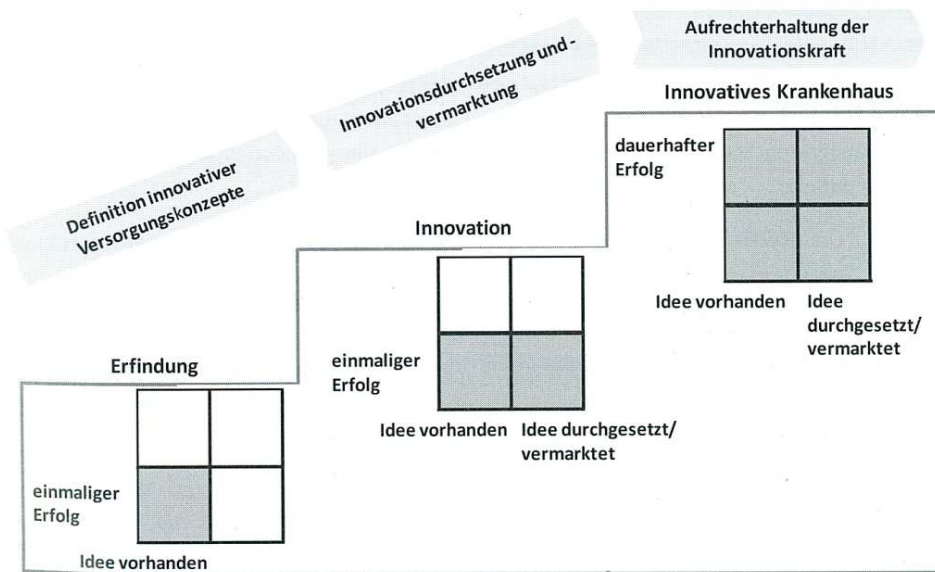 Aufrechterhaltung der
Innovationskraft
Innovationsdurchsetzung und -
vermarktung
Definition innovativer
Versorgungskonzepte
Innovatives Krankenhaus
dauerhafter
Erfolg
Idee vorhanden
Idee
durchgesetzt/
vermarktet
Innovation
einmaliger
Erfolg
Idee vorhanden
Idee durchgesetzt/
vermarktet
Erfindung
einmaliger
Erfolg
Idee vorhanden